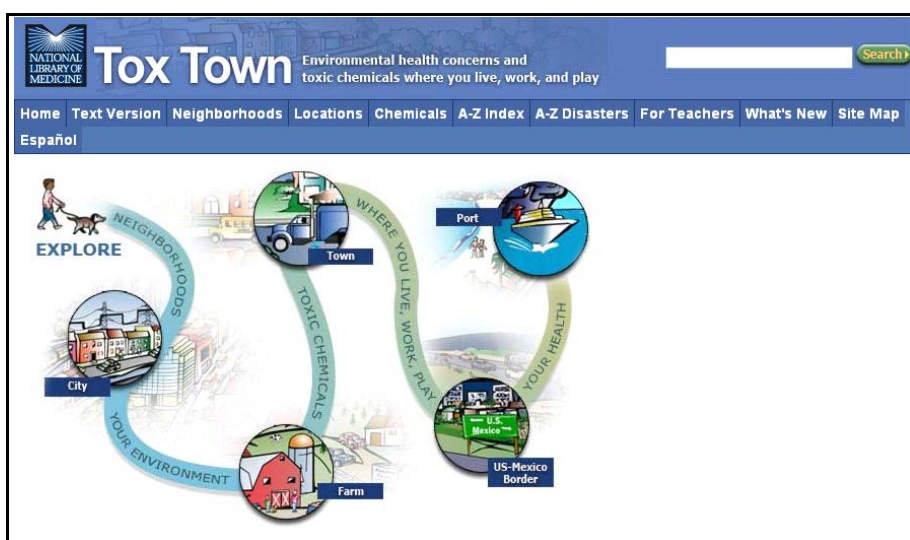 NATIONAL
LIBRARY OF
MEDICINE
Tox Town
Environmental health concerns and
toxic chemicals where you live, work, and play
Search
Home Text Version Neighborhoods Locations Chemicals A-Z Index A-Z Disasters For Teachers What's New Site Map
Español
EXPLORE
NEIGHBORHOODS
City
YOUR ENVIRONMENT
Farm
TOXIC CHEMICALS
Town
WHERE YOU LIVE, WORK, PLAY
U.S.
Mexico
US-Mexico
Border
YOUR HEALTH
Port